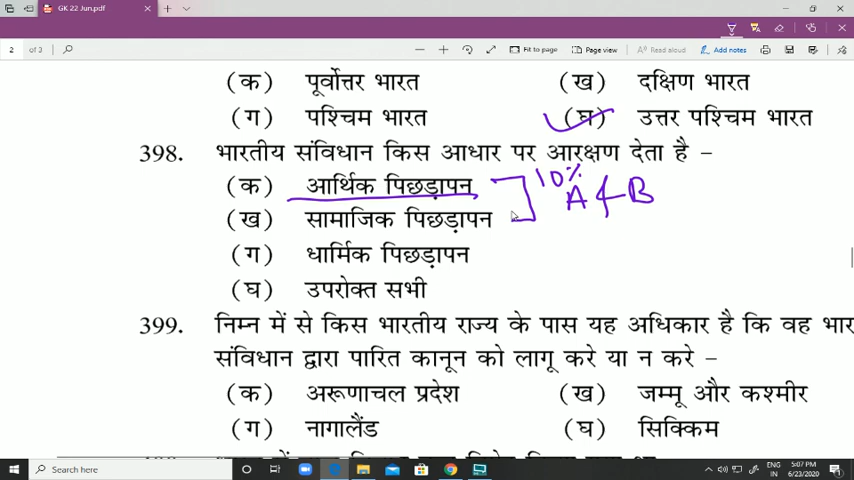 GK 22 Jun.pdf
2 of 3
Fit to page
Page view
Read aloud
Add notes
(क) पूर्वोत्तर भारत (ख) दक्षिण भारत
(ग) पश्चिम भारत (घ) उत्तर पश्चिम भारत
398. भारतीय संविधान किस आधार पर आरक्षण देता है –
(क) आर्थिक पिछड़ापन
10%
A & B
(ख) सामाजिक पिछड़ापन
(ग) धार्मिक पिछड़ापन
(घ) उपरोक्त सभी
399. निम्न में से किस भारतीय राज्य के पास यह अधिकार है कि वह भार
संविधान द्वारा पारित कानून को लागू करे या न करे –
(क) अरूणाचल प्रदेश (ख) जम्मू और कश्मीर
(ग) नागालैंड (घ) सिक्किम
Search
ENG
IN
5:07 PM
6/23/2020